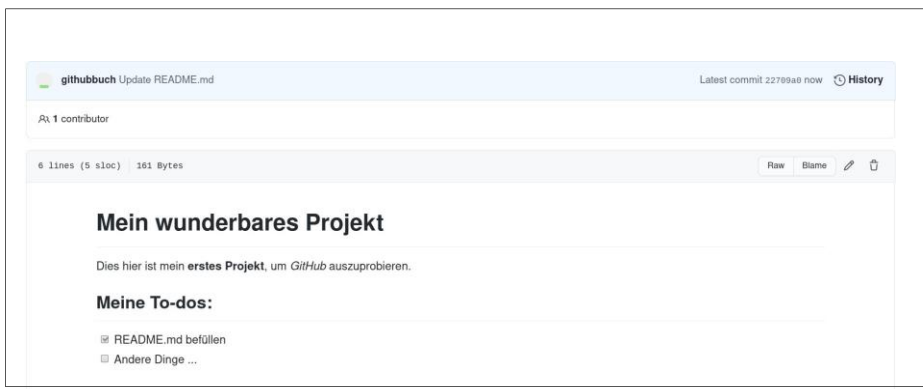 githubbuch Update README.md Latest commit 22709a0 now History
1 contributor
6 lines (5 sloc) 161 Bytes Raw Blame
Mein wunderbares Projekt
Dies hier ist mein erstes Projekt, um GitHub auszuprobieren.
Meine To-dos:
README.md befüllen
Andere Dinge ...